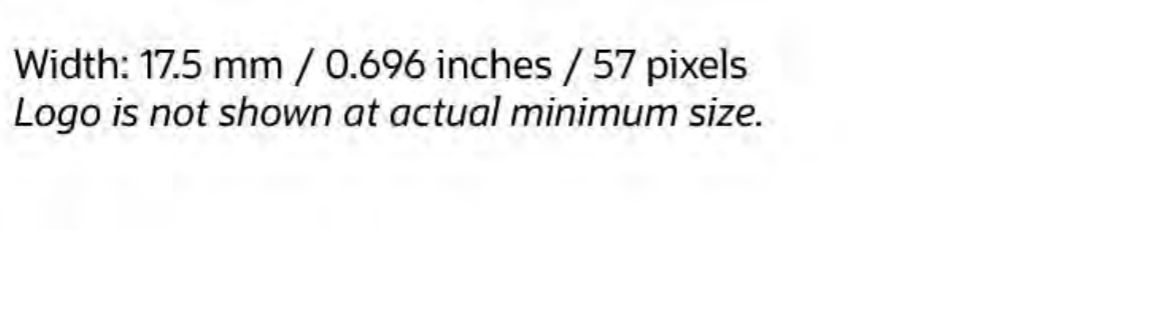 Width: 17.5 mm / 0.696 inches / 57 pixels
Logo is not shown at actual minimum size.